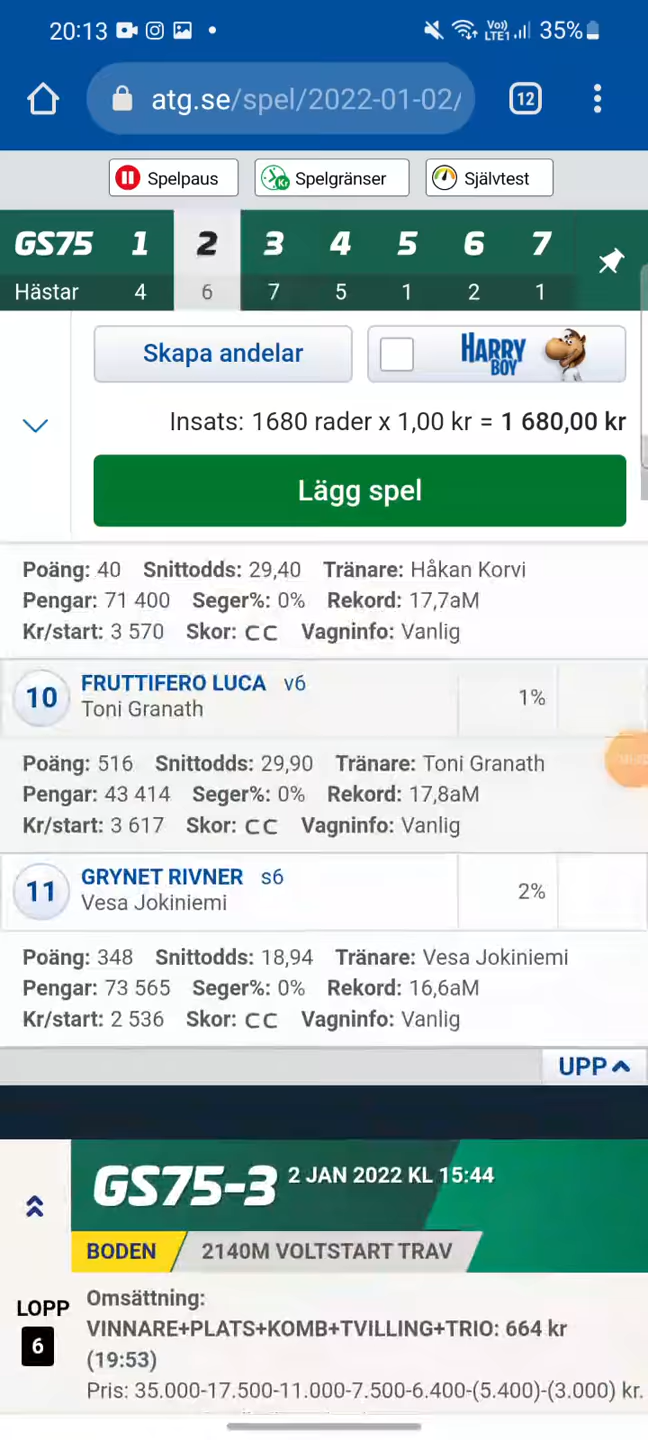 20:13 Vo)) LTE1 35%
atg.se/spel/2022-01-02/ 12
Spelpaus Spelgränser Självtest
GS75 1 2 3 4 5 6 7
Hästar 4 6 7 5 1 2 1
Skapa andelar HARRY BOY
Insats: 1680 rader x 1,00 kr = 1 680,00 kr
Lägg spel
Poäng: 40 Snittodds: 29,40 Tränare: Håkan Korvi
Pengar: 71 400 Seger%: 0% Rekord: 17,7aM
Kr/start: 3 570 Skor: C C Vagninfo: Vanlig
10 FRUTTIFERO LUCA v6 1%
Toni Granath
Poäng: 516 Snittodds: 29,90 Tränare: Toni Granath
Pengar: 43 414 Seger%: 0% Rekord: 17,8aM
Kr/start: 3 617 Skor: C C Vagninfo: Vanlig
11 GRYNET RIVNER s6 2%
Vesa Jokiniemi
Poäng: 348 Snittodds: 18,94 Tränare: Vesa Jokiniemi
Pengar: 73 565 Seger%: 0% Rekord: 16,6aM
Kr/start: 2 536 Skor: C C Vagninfo: Vanlig
UPP
GS75-3 2 JAN 2022 KL 15:44
BODEN 2140M VOLTSTART TRAV
LOPP 6
Omsättning:
VINNARE+PLATS+KOMB+TVILLING+TRIO: 664 kr
(19:53)
Pris: 35.000-17.500-11.000-7.500-6.400-(5.400)-(3.000) kr.